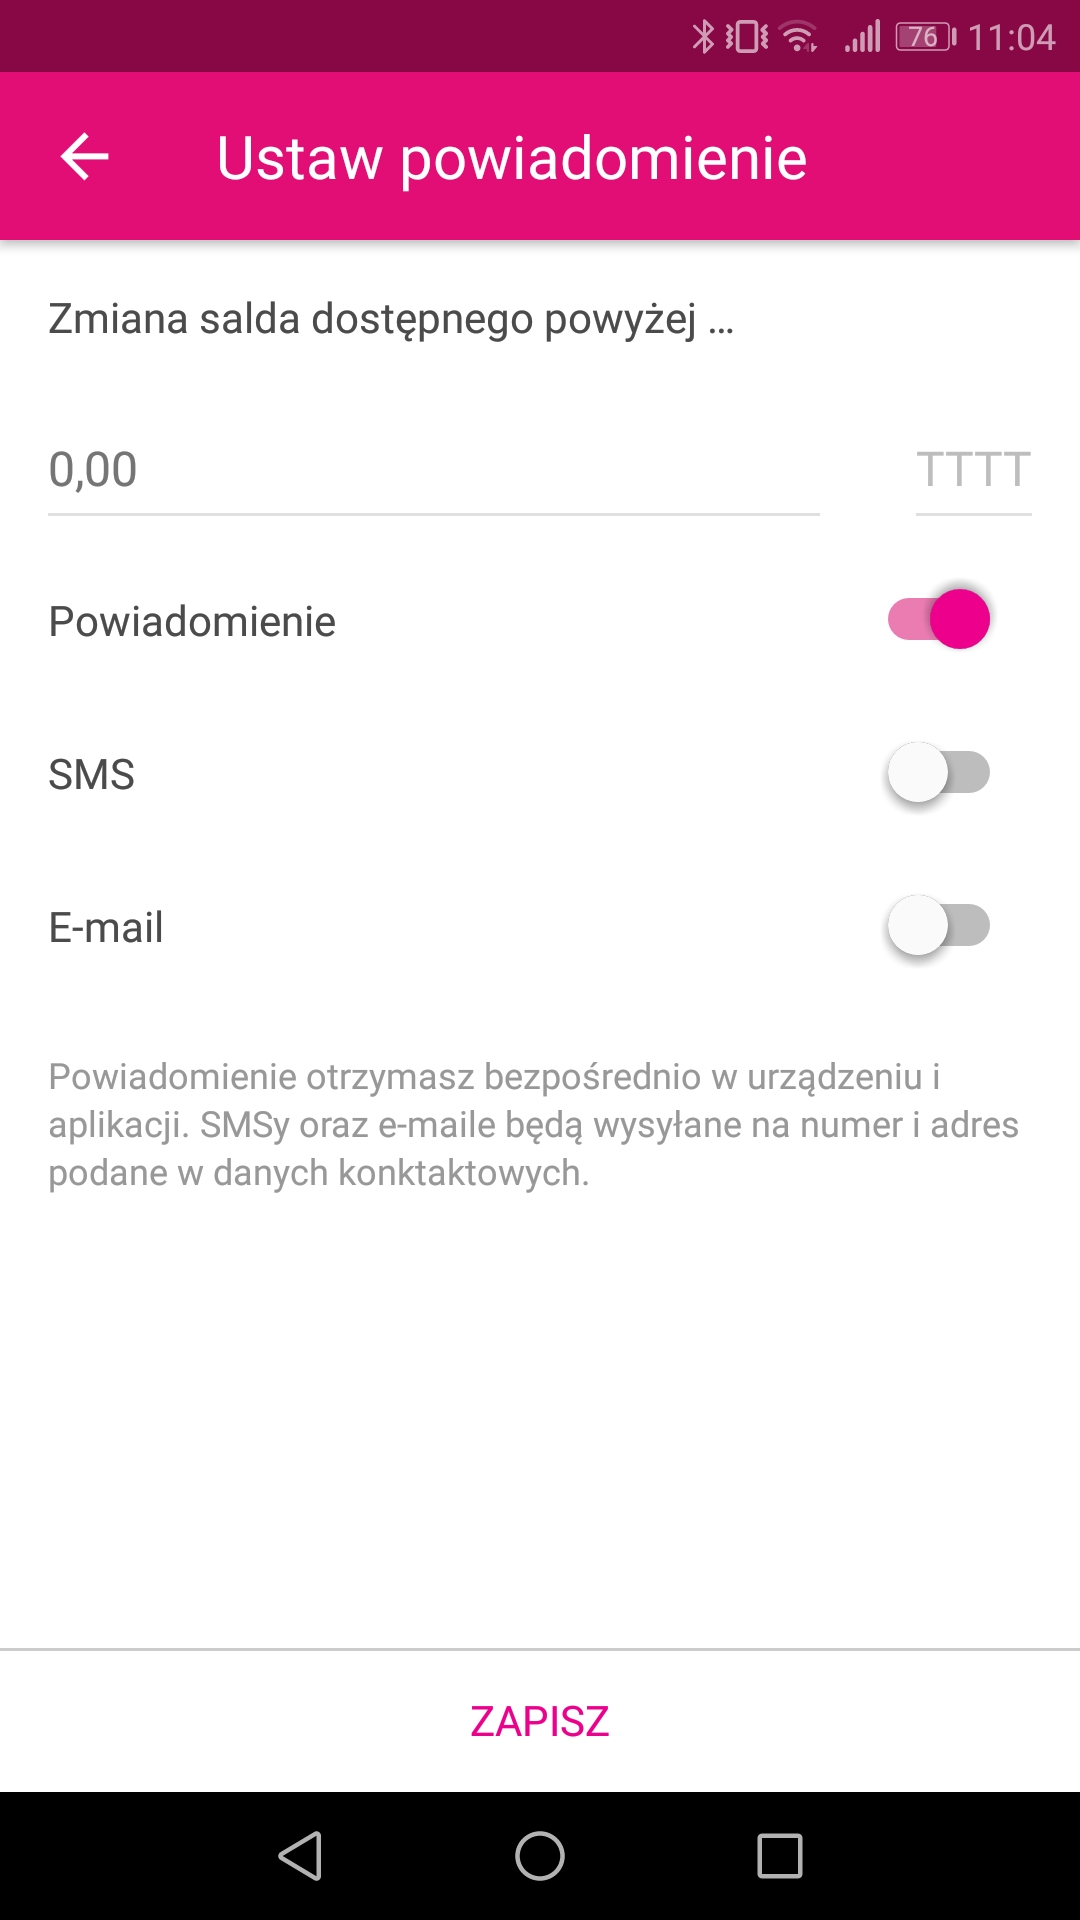 76 11:04
Ustaw powiadomienie
Zmiana salda dostępnego powyżej ...
0,00 TTTT
Powiadomienie
SMS
E-mail
Powiadomienie otrzymasz bezpośrednio w urządzeniu i
aplikacji. SMSy oraz e-maile będą wysyłane na numer i adres
podane w danych konktaktowych.
ZAPISZ